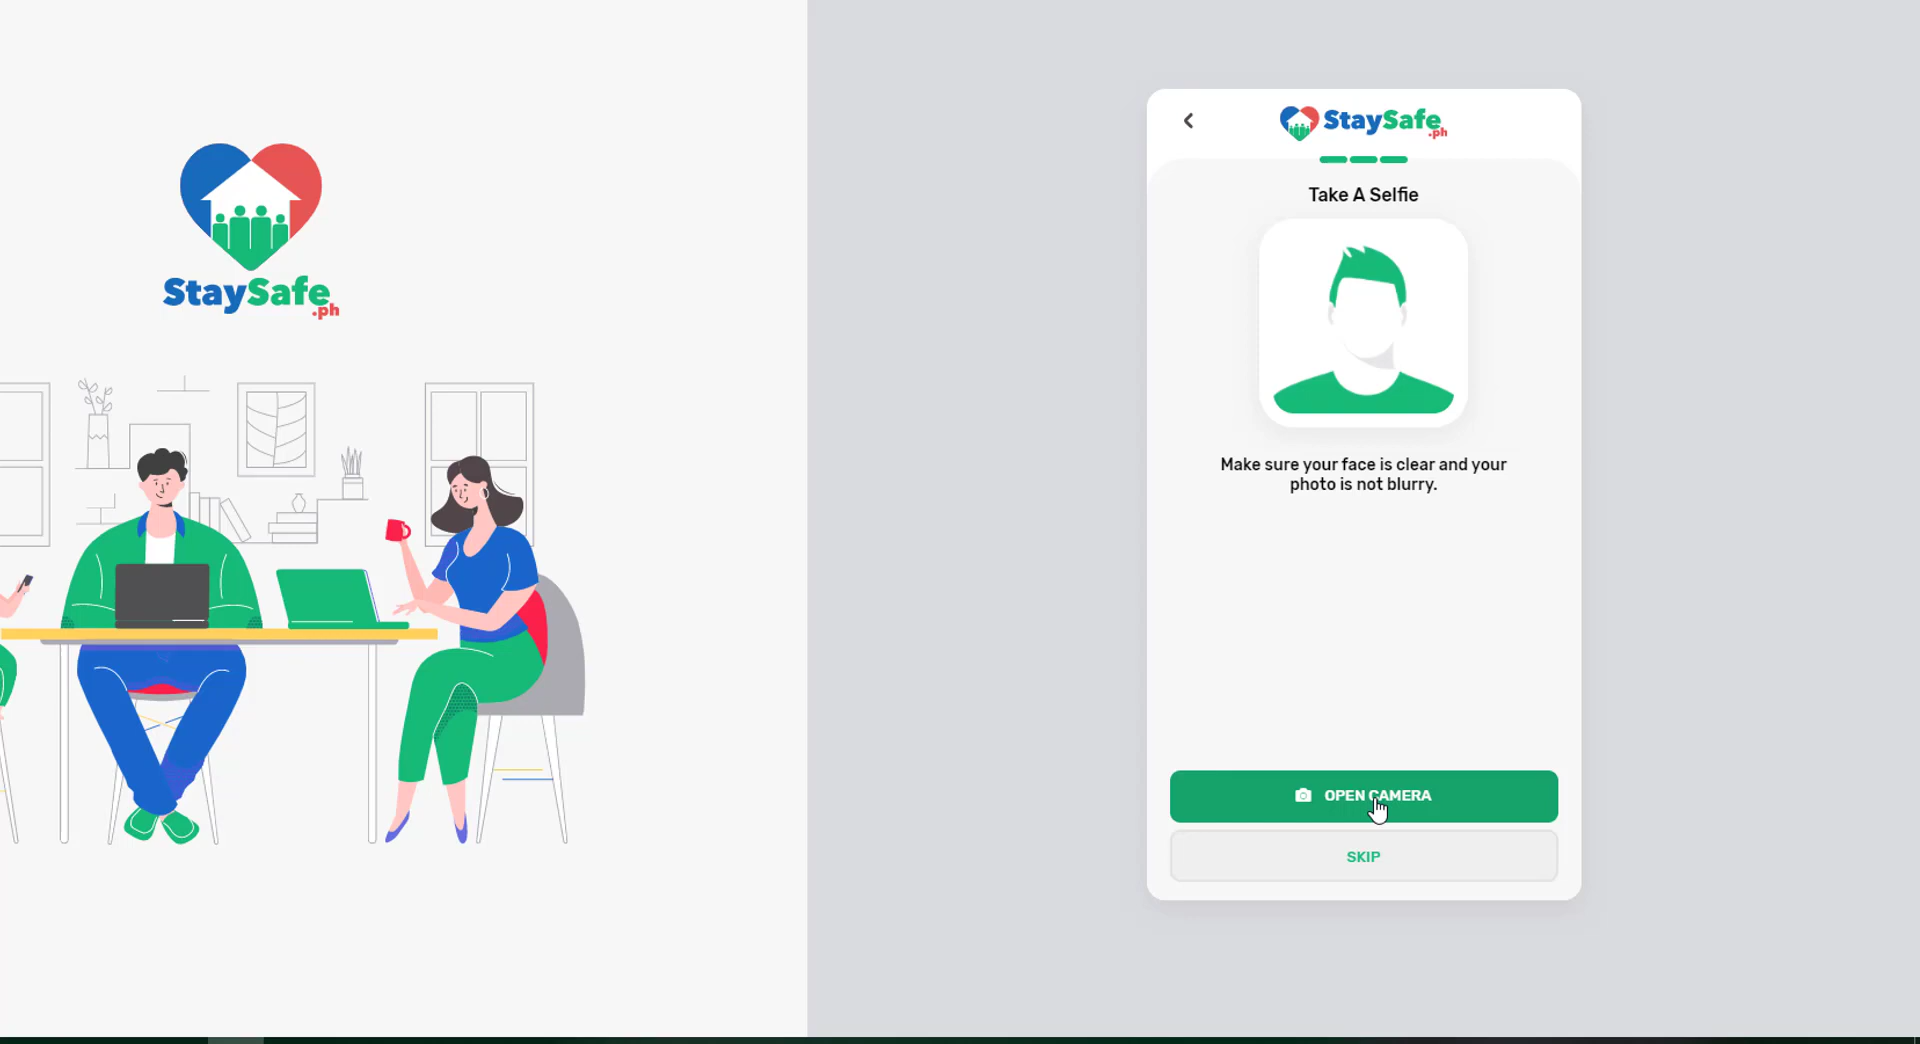 StaySafe
.ph
StaySafe
.ph
Take A Selfie
Make sure your face is clear and your
photo is not blurry.
OPEN CAMERA
SKIP